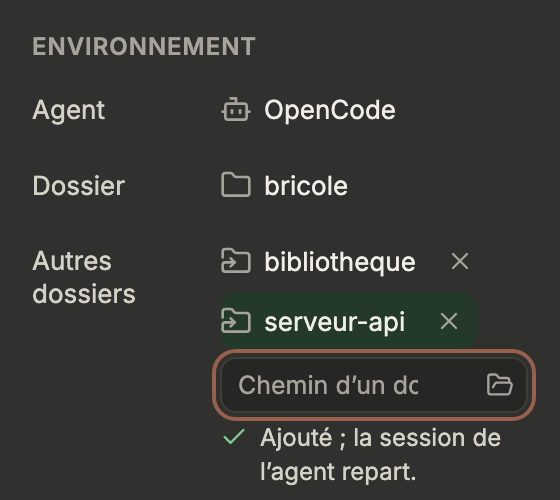 ENVIRONNEMENT
Agent OpenCode
Dossier bricole
Autres dossiers bibliotheque
serveur-api
Chemin d’un dc
Ajouté ; la session de
l’agent repart.